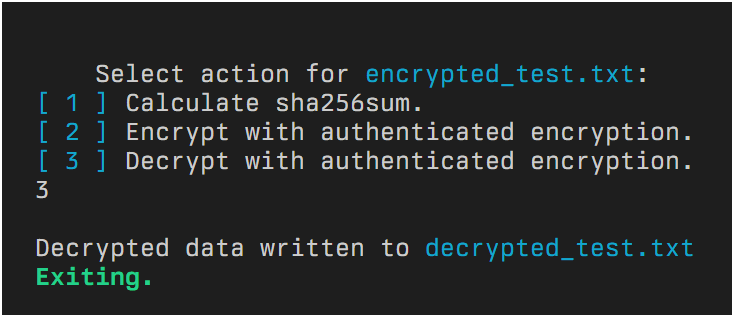 Select action for encrypted_test.txt:
[ 1 ] Calculate sha256sum.
[ 2 ] Encrypt with authenticated encryption.
[ 3 ] Decrypt with authenticated encryption.
3
Decrypted data written to decrypted_test.txt
Exiting.